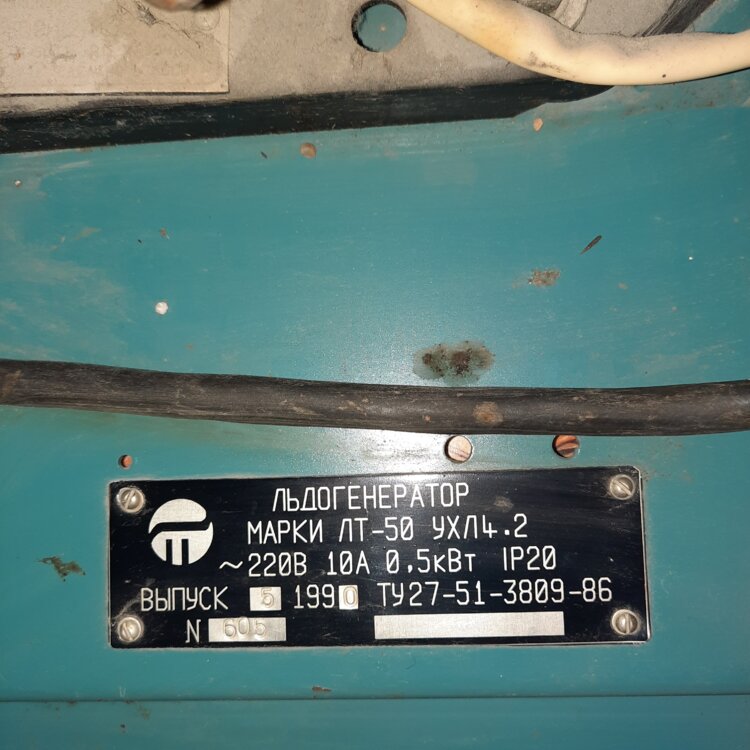 ЛЬДОГЕНЕРАТОР
МАРКИ ЛТ-50 УХЛ4.2
~220В 10А 0,5кВт IP20
ВЫПУСК 5 1990 ТУ27-51-3809-86
N 605